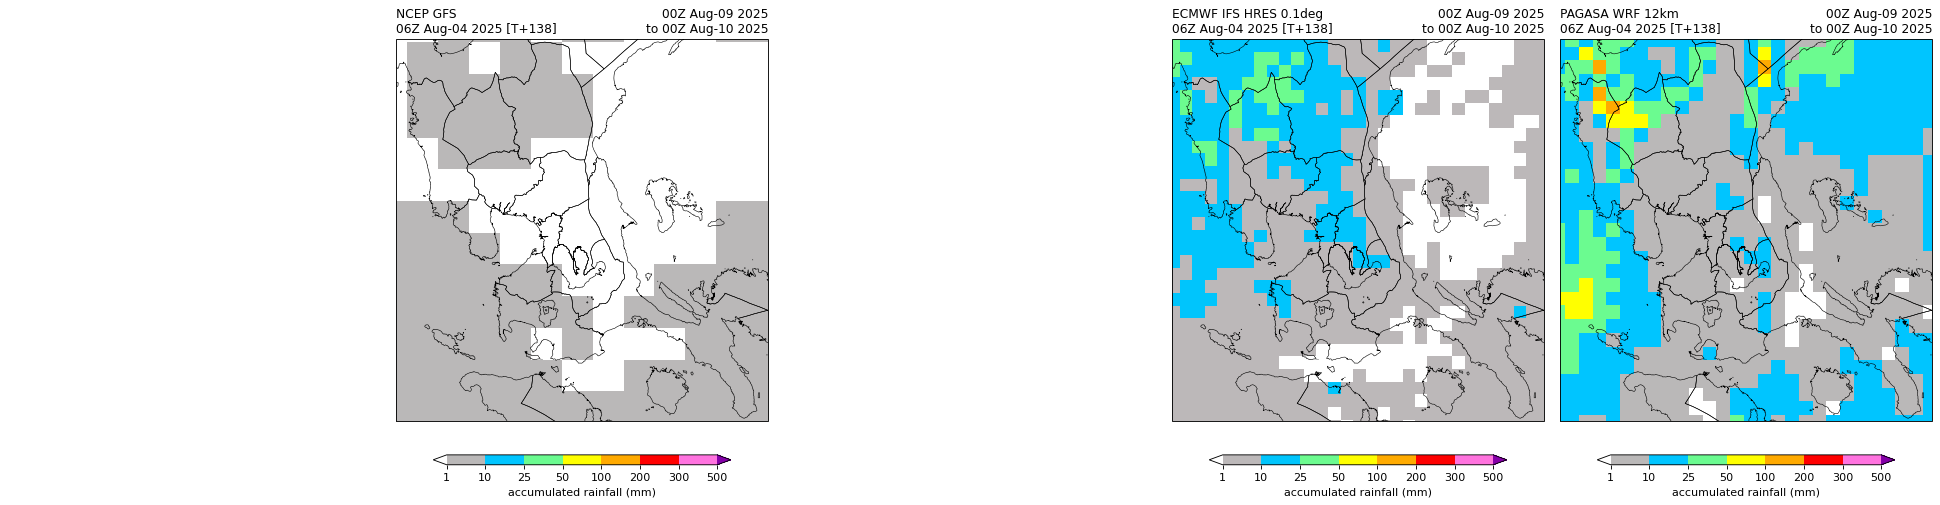 NCEP GFS 00Z Aug-09 2025
06Z Aug-04 2025 [T+138] to 00Z Aug-10 2025
1 10 25 50 100 200 300 500
accumulated rainfall (mm)
ECMWF IFS HRES 0.1deg 00Z Aug-09 2025
06Z Aug-04 2025 [T+138] to 00Z Aug-10 2025
1 10 25 50 100 200 300 500
accumulated rainfall (mm)
PAGASA WRF 12km 00Z Aug-09 2025
06Z Aug-04 2025 [T+138] to 00Z Aug-10 2025
1 10 25 50 100 200 300 500
accumulated rainfall (mm)